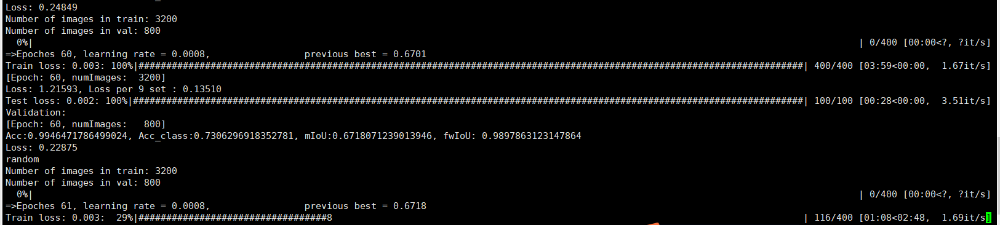 Loss: 0.24849
Number of images in train: 3200
Number of images in val: 800
0%| | 0/400 [00:00<?, ?it/s]
=>Epoches 60, learning rate = 0.0008, previous best = 0.6701
Train loss: 0.003: 100%|########################################################################################################################| 400/400 [03:59<00:00, 1.67it/s]
[Epoch: 60, numImages: 3200]
Loss: 1.21593, Loss per 9 set : 0.13510
Test loss: 0.002: 100%|#########################################################################################################################| 100/100 [00:28<00:00, 3.51it/s]
Validation:
[Epoch: 60, numImages: 800]
Acc:0.9946471786499024, Acc_class:0.7306296918352781, mIoU:0.6718071239013946, fwIoU: 0.9897863123147864
Loss: 0.22875
random
Number of images in train: 3200
Number of images in val: 800
0%| | 0/400 [00:00<?, ?it/s]
=>Epoches 61, learning rate = 0.0008, previous best = 0.6718
Train loss: 0.003: 29%|##################################8 | 116/400 [01:08<02:48, 1.69it/s]